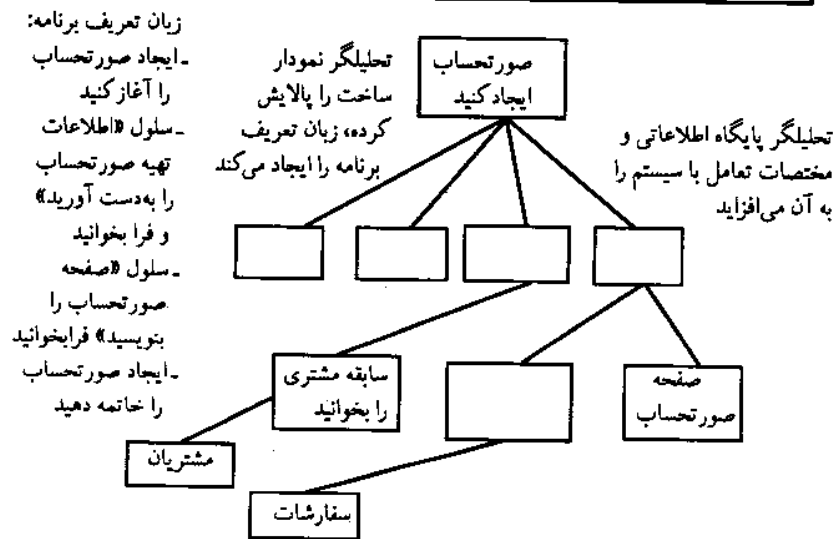 زبان تعریف برنامه:
ـ ایجاد صورتحساب
را آغاز کنید
ـ سلول «اطلاعات
تهیه صورتحساب
را به‌دست آورید»
و فرا بخوانید
ـ سلول «صفحه
صورتحساب را
بنویسید» فرابخوانید
ـ ایجاد صورتحساب
را خاتمه دهید
تحلیلگر نمودار
ساخت را پالایش
کرده، زبان تعریف
برنامه را ایجاد می‌کند
صورتحساب
ایجاد کنید
تحلیلگر پایگاه اطلاعاتی و
مختصات تعامل با سیستم را
به آن می‌افزاید
سابقه مشتری
را بخوانید
صفحه
صورتحساب
مشتریان
سفارشات